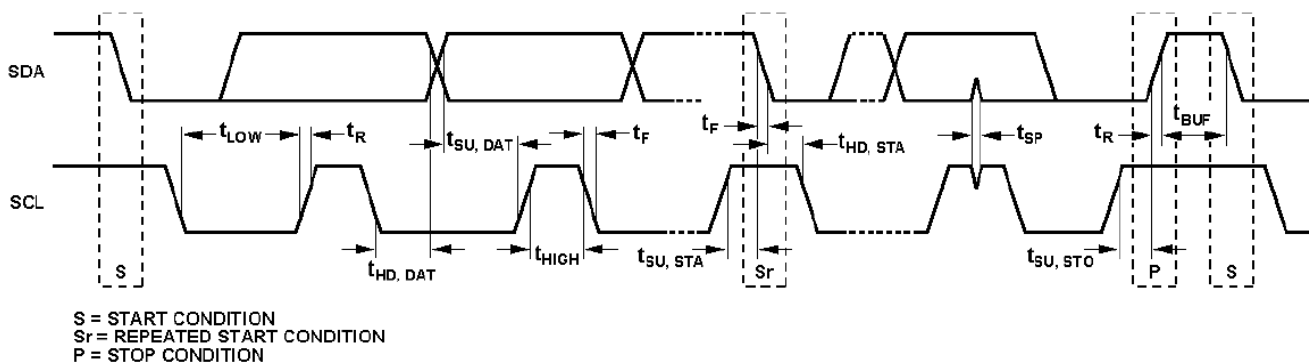 SDA
t_LOW
t_R
t_SU, DAT
t_F
t_F
t_HD, STA
t_SP
t_R
t_BUF
SCL
S
t_HD, DAT
t_HIGH
t_SU, STA
Sr
t_SU, STO
P
S
S = START CONDITION
Sr = REPEATED START CONDITION
P = STOP CONDITION